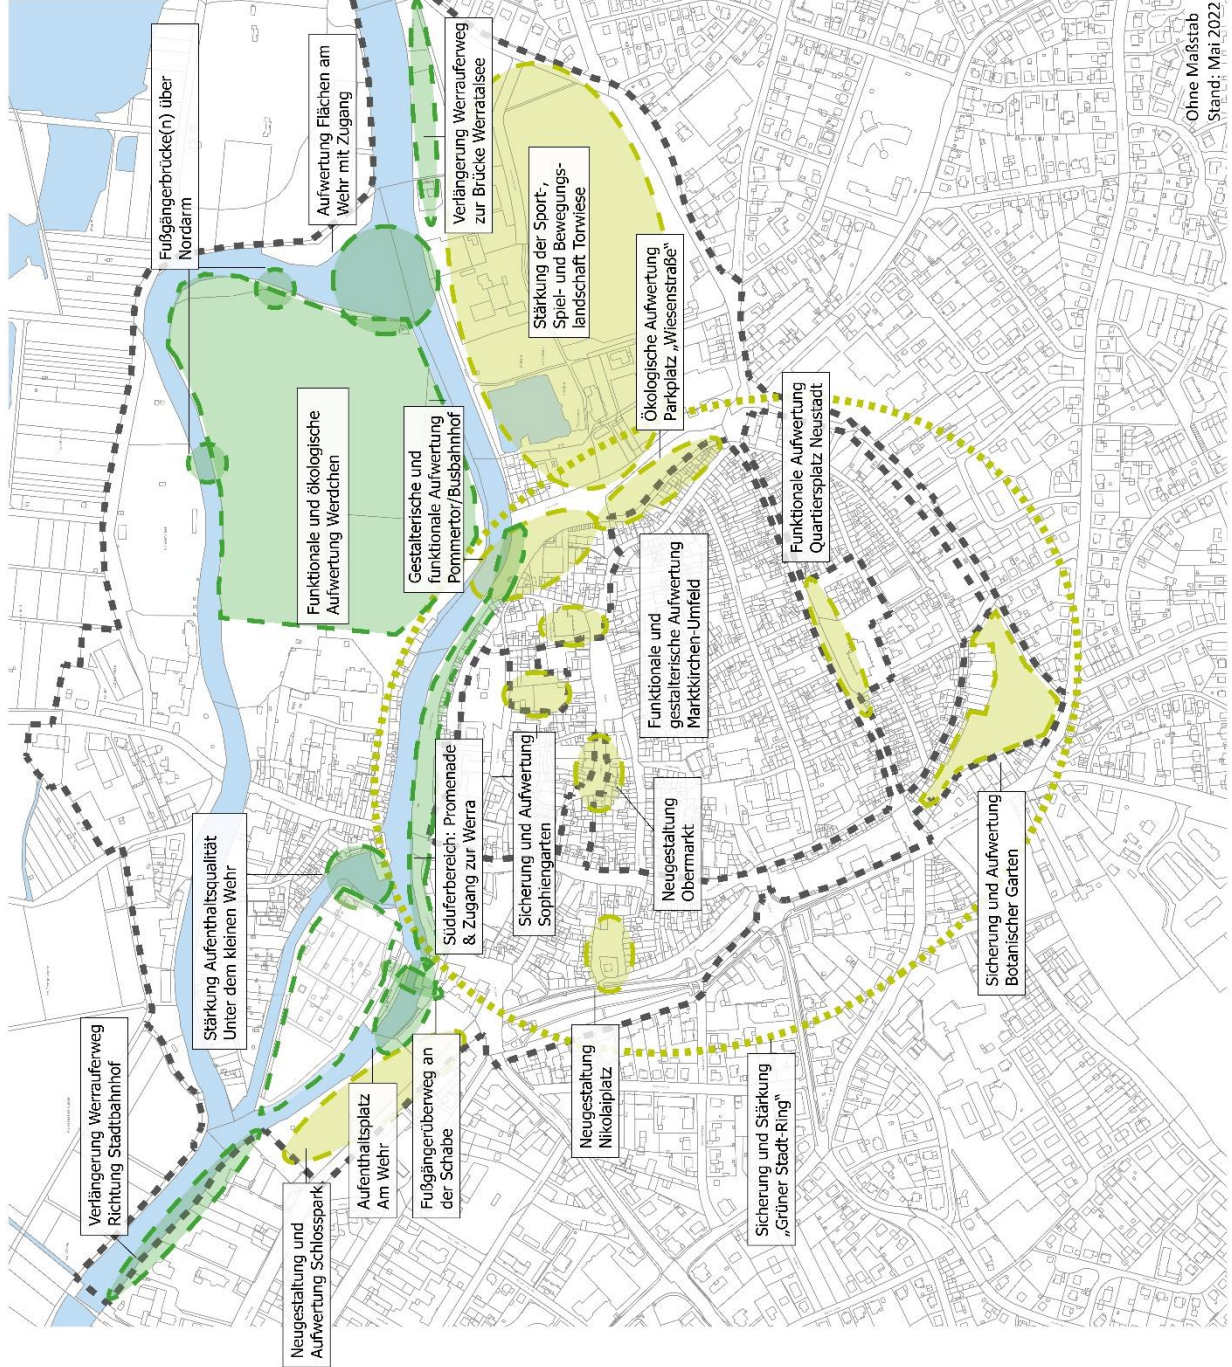 Verlängerung Werrauferweg
Richtung Stadtbahnhof
Neugestaltung und
Aufwertung Schlosspark
Aufenthaltsplatz
Am Wehr
Fußgängerüberweg an
der Schabe
Stärkung Aufenthaltsqualität
Unter dem kleinen Wehr
Süduferbereich: Promenade
& Zugang zur Werra
Sicherung und Aufwertung
Sophiengarten
Neugestaltung
Obermarkt
Neugestaltung
Nikolaiplatz
Sicherung und Stärkung
„Grüner Stadt-Ring“
Sicherung und Aufwertung
Botanischer Garten
Funktionale und ökologische
Aufwertung Werdchen
Gestalterische und
funktionale Aufwertung
Pommertor/Busbahnhof
Funktionale und
gestalterische Aufwertung
Marktkirchen-Umfeld
Funktionale Aufwertung
Quartiersplatz Neustadt
Fußgängerbrücke(n) über
Nordarm
Aufwertung Flächen am
Wehr mit Zugang
Verlängerung Werrauferweg
zur Brücke Werratalsee
Stärkung der Sport-,
Spiel- und Bewegungs-
landschaft Torwiese
Ökologische Aufwertung
Parkplatz „Wiesenstraße“
Ohne Maßstab
Stand: Mai 2022